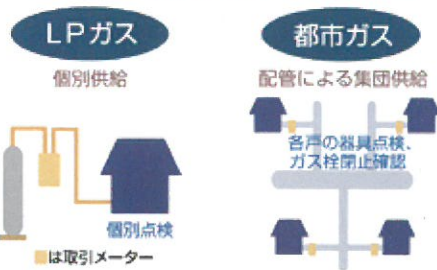 LPガス
個別供給
個別点検
■は取引メーター
都市ガス
配管による集団供給
各戸の器具点検、
ガス栓閉止確認